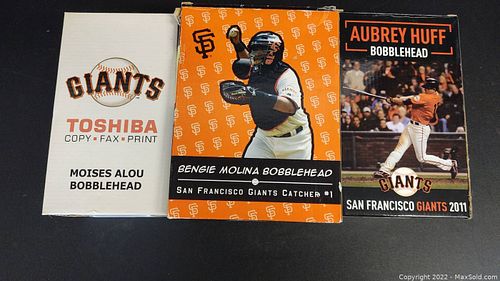 GIANTS
TOSHIBA
COPY • FAX • PRINT
MOISES ALOU
BOBBLEHEAD
SF
BENGIE MOLINA BOBBLEHEAD
SAN FRANCISCO GIANTS CATCHER #1
AUBREY HUFF
BOBBLEHEAD
GIANTS
SAN FRANCISCO GIANTS 2011
Copyright 2022 - MaxSold.com